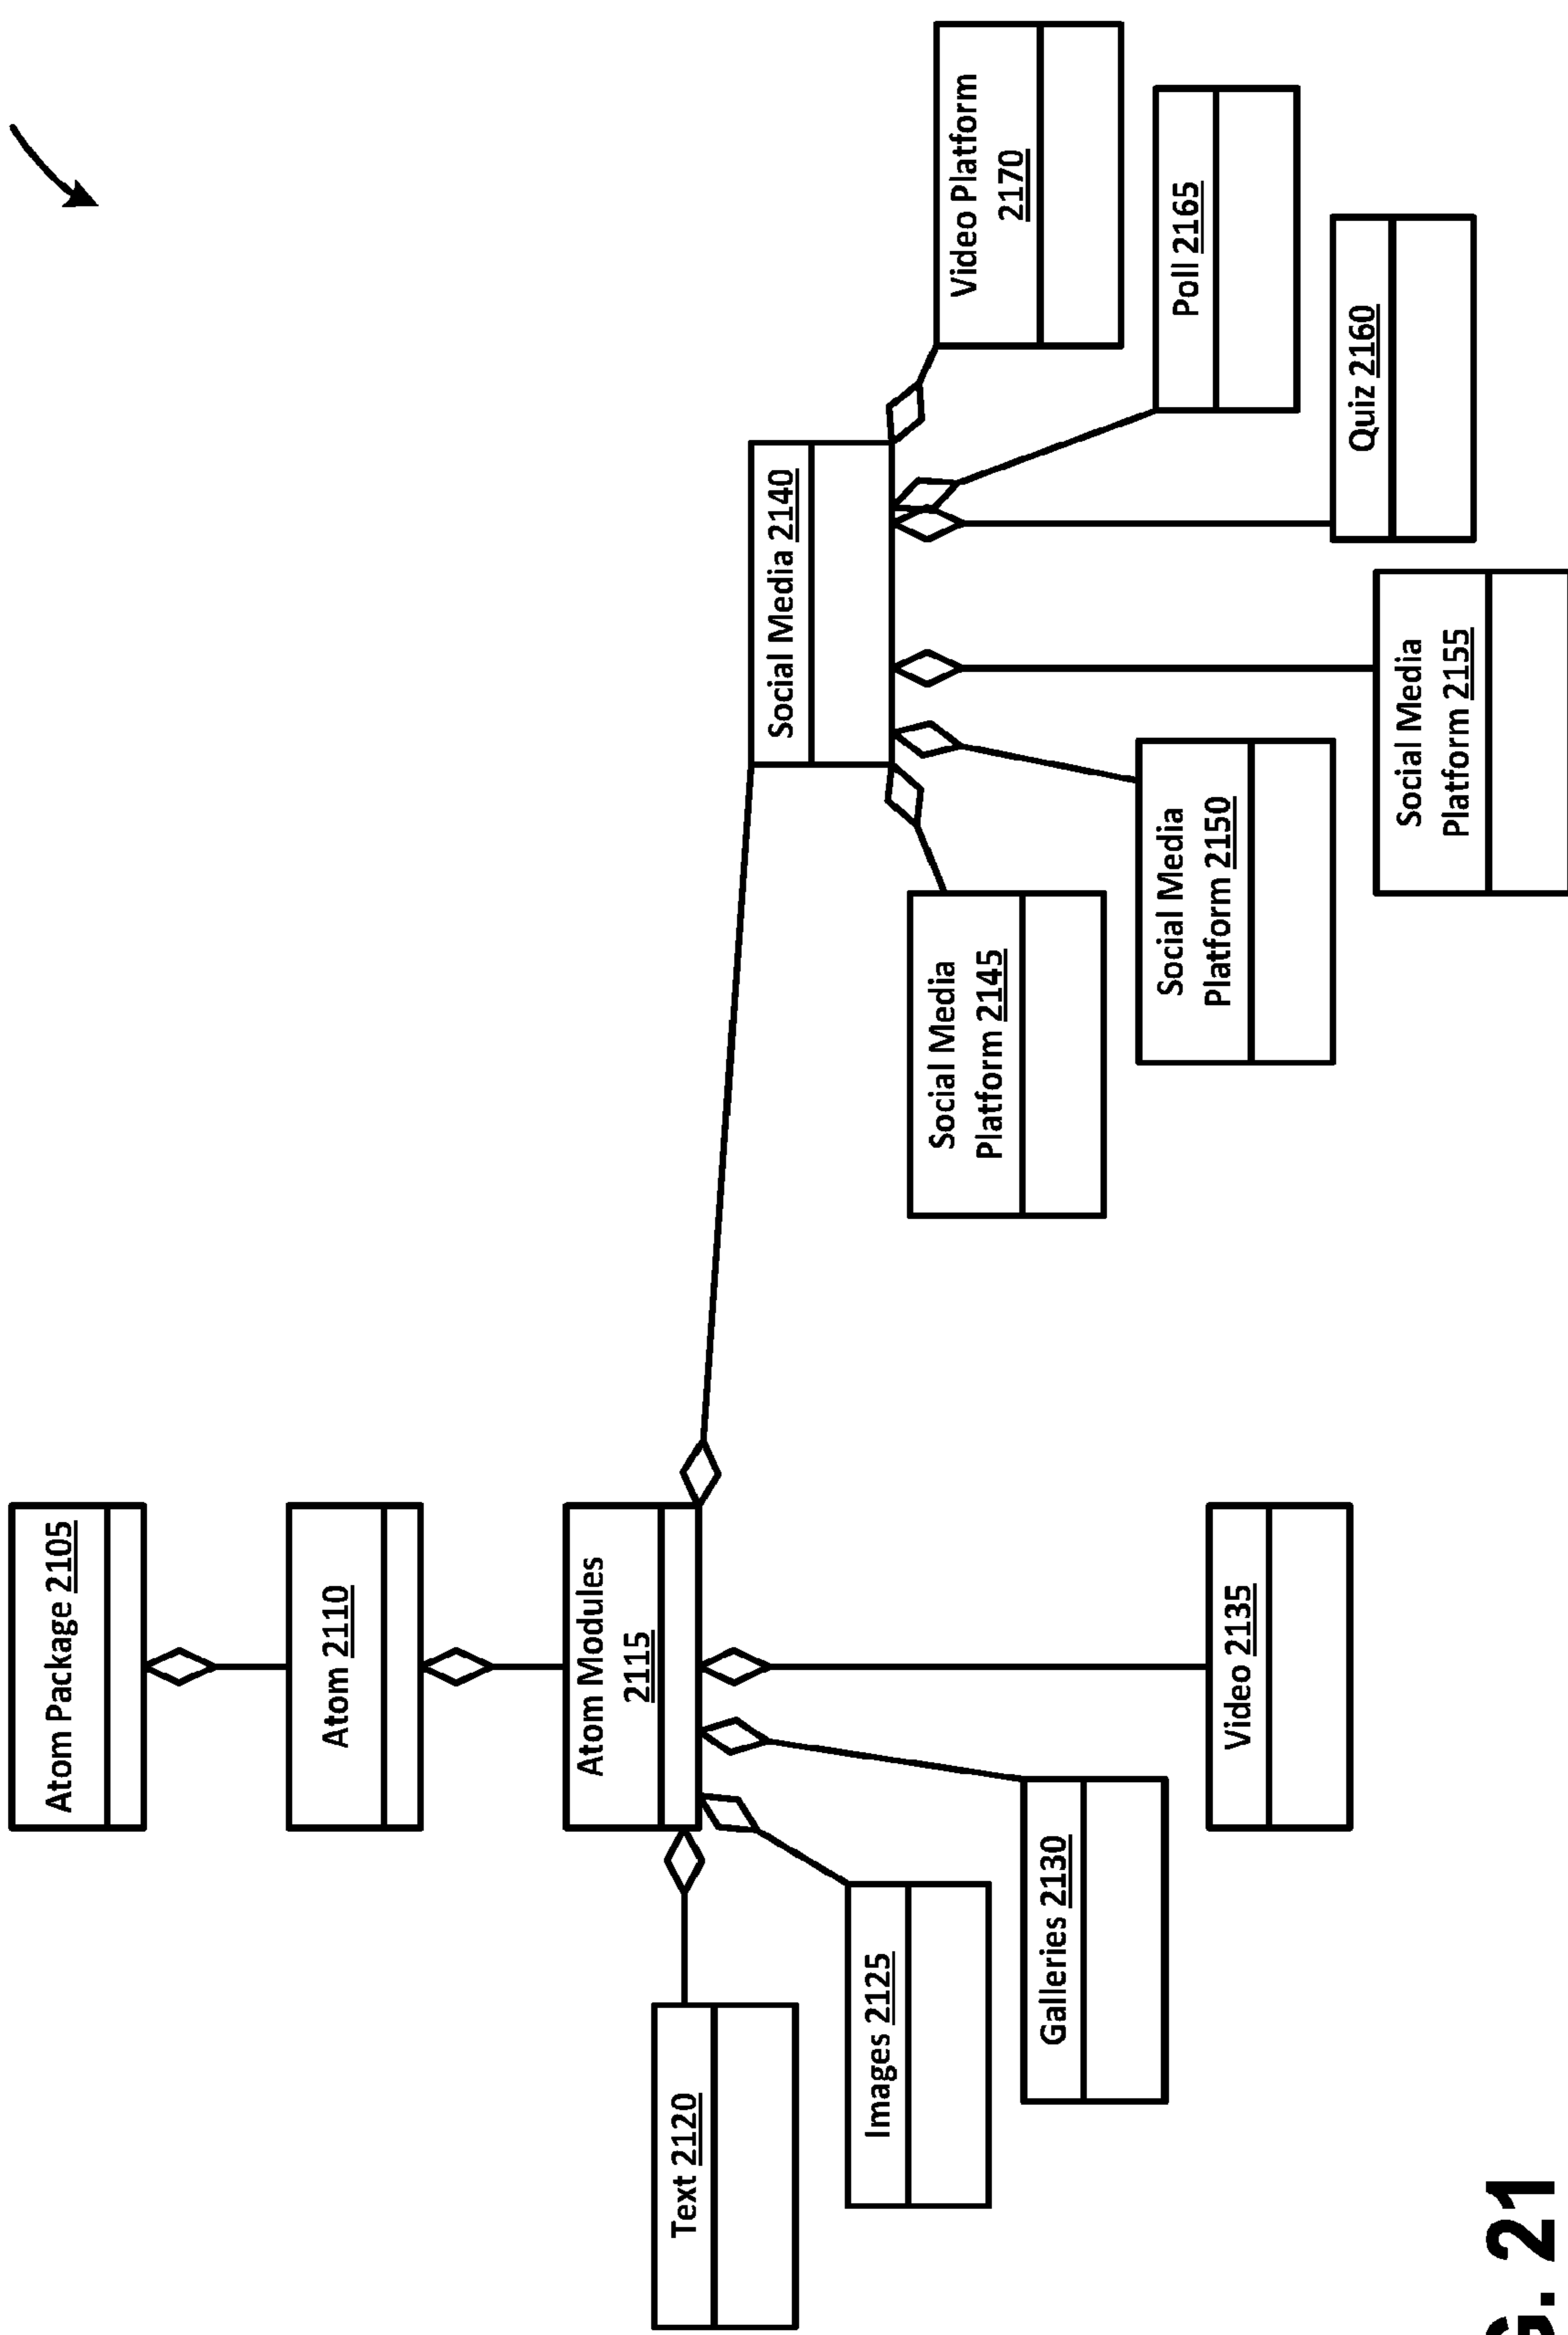 Atom Package 2105
Atom 2110
Atom Modules
2115
Text 2120
Images 2125
Galleries 2130
Video 2135
Social Media 2140
Social Media
Platform 2145
Social Media
Platform 2150
Social Media
Platform 2155
Quiz 2160
Poll 2165
Video Platform
2170
G. 21